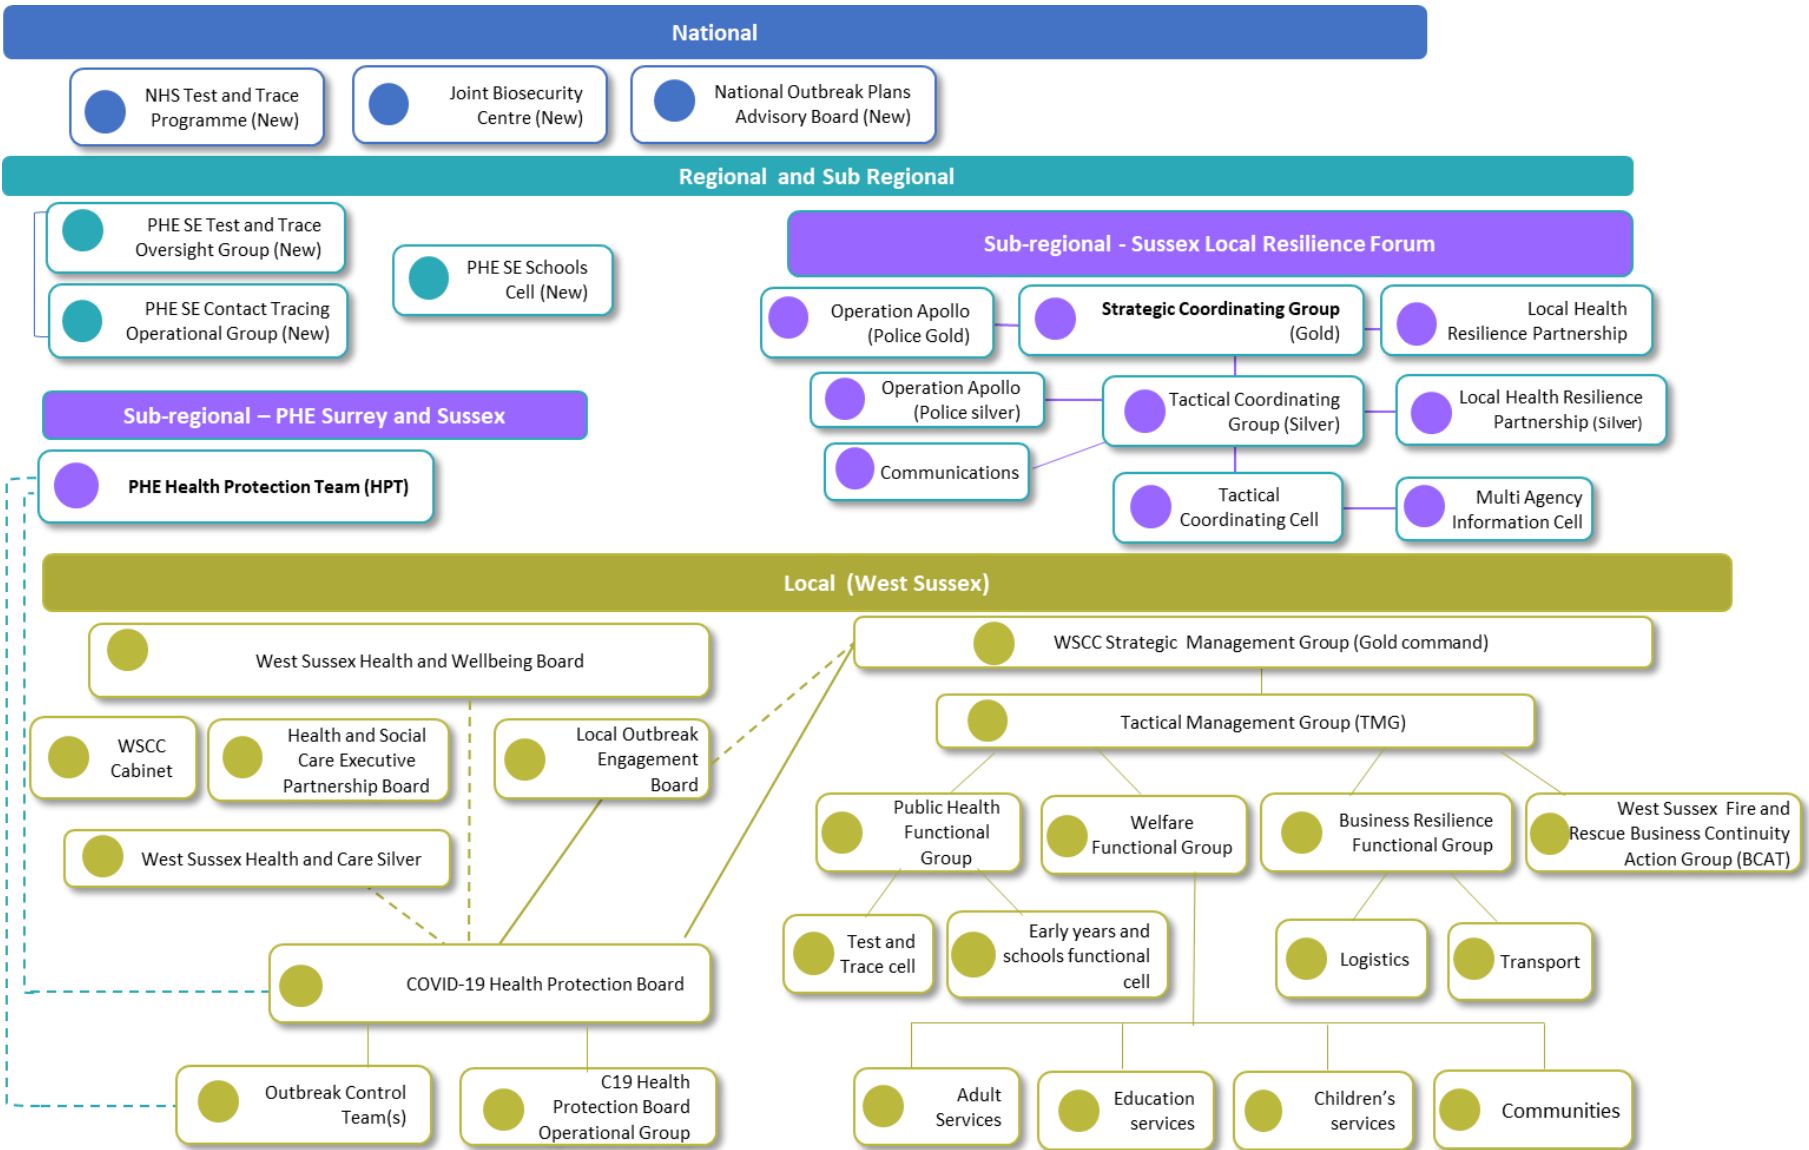 National
NHS Test and Trace
Programme (New)
Joint Biosecurity
Centre (New)
National Outbreak Plans
Advisory Board (New)
Regional and Sub Regional
PHE SE Test and Trace
Oversight Group (New)
PHE SE Contact Tracing
Operational Group (New)
PHE SE Schools
Cell (New)
Sub-regional - Sussex Local Resilience Forum
Operation Apollo
(Police Gold)
Strategic Coordinating Group
(Gold)
Local Health
Resilience Partnership
Operation Apollo
(Police silver)
Tactical Coordinating
Group (Silver)
Local Health Resilience
Partnership (Silver)
Communications
Tactical
Coordinating Cell
Multi Agency
Information Cell
Sub-regional – PHE Surrey and Sussex
PHE Health Protection Team (HPT)
Local (West Sussex)
West Sussex Health and Wellbeing Board
WSCC
Cabinet
Health and Social
Care Executive
Partnership Board
Local Outbreak
Engagement
Board
West Sussex Health and Care Silver
COVID-19 Health Protection Board
Outbreak Control
Team(s)
C19 Health
Protection Board
Operational Group
WSCC Strategic Management Group (Gold command)
Tactical Management Group (TMG)
Public Health
Functional
Group
Welfare
Functional Group
Business Resilience
Functional Group
West Sussex Fire and
Rescue Business Continuity
Action Group (BCAT)
Test and
Trace cell
Early years and
schools functional
cell
Logistics
Transport
Adult
Services
Education
services
Children’s
services
Communities